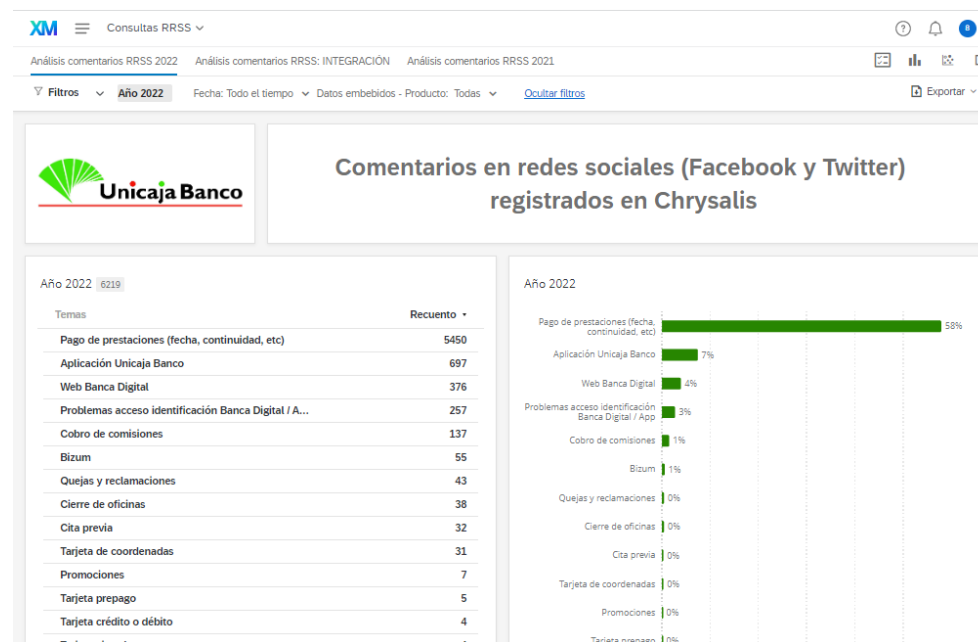 XM Consultas RRSS
Análisis comentarios RRSS 2022 Análisis comentarios RRSS: INTEGRACIÓN Análisis comentarios RRSS 2021
Filtros Año 2022 Fecha: Todo el tiempo Datos embebidos - Producto: Todas Ocultar filtros Exportar
Unicaja Banco
Comentarios en redes sociales (Facebook y Twitter)
registrados en Chrysalis
Año 2022 6219
Temas Recuento
Pago de prestaciones (fecha, continuidad, etc) 5450
Aplicación Unicaja Banco 697
Web Banca Digital 376
Problemas acceso identificación Banca Digital / A... 257
Cobro de comisiones 137
Bizum 55
Quejas y reclamaciones 43
Cierre de oficinas 38
Cita previa 32
Tarjeta de coordenadas 31
Promociones 7
Tarjeta prepago 5
Tarjeta crédito o débito 4
Año 2022
Pago de prestaciones (fecha,
continuidad, etc) 58%
Aplicación Unicaja Banco 7%
Web Banca Digital 4%
Problemas acceso identificación
Banca Digital / App 3%
Cobro de comisiones 1%
Bizum 1%
Quejas y reclamaciones 0%
Cierre de oficinas 0%
Cita previa 0%
Tarjeta de coordenadas 0%
Promociones 0%
Tarjeta prepago 0%